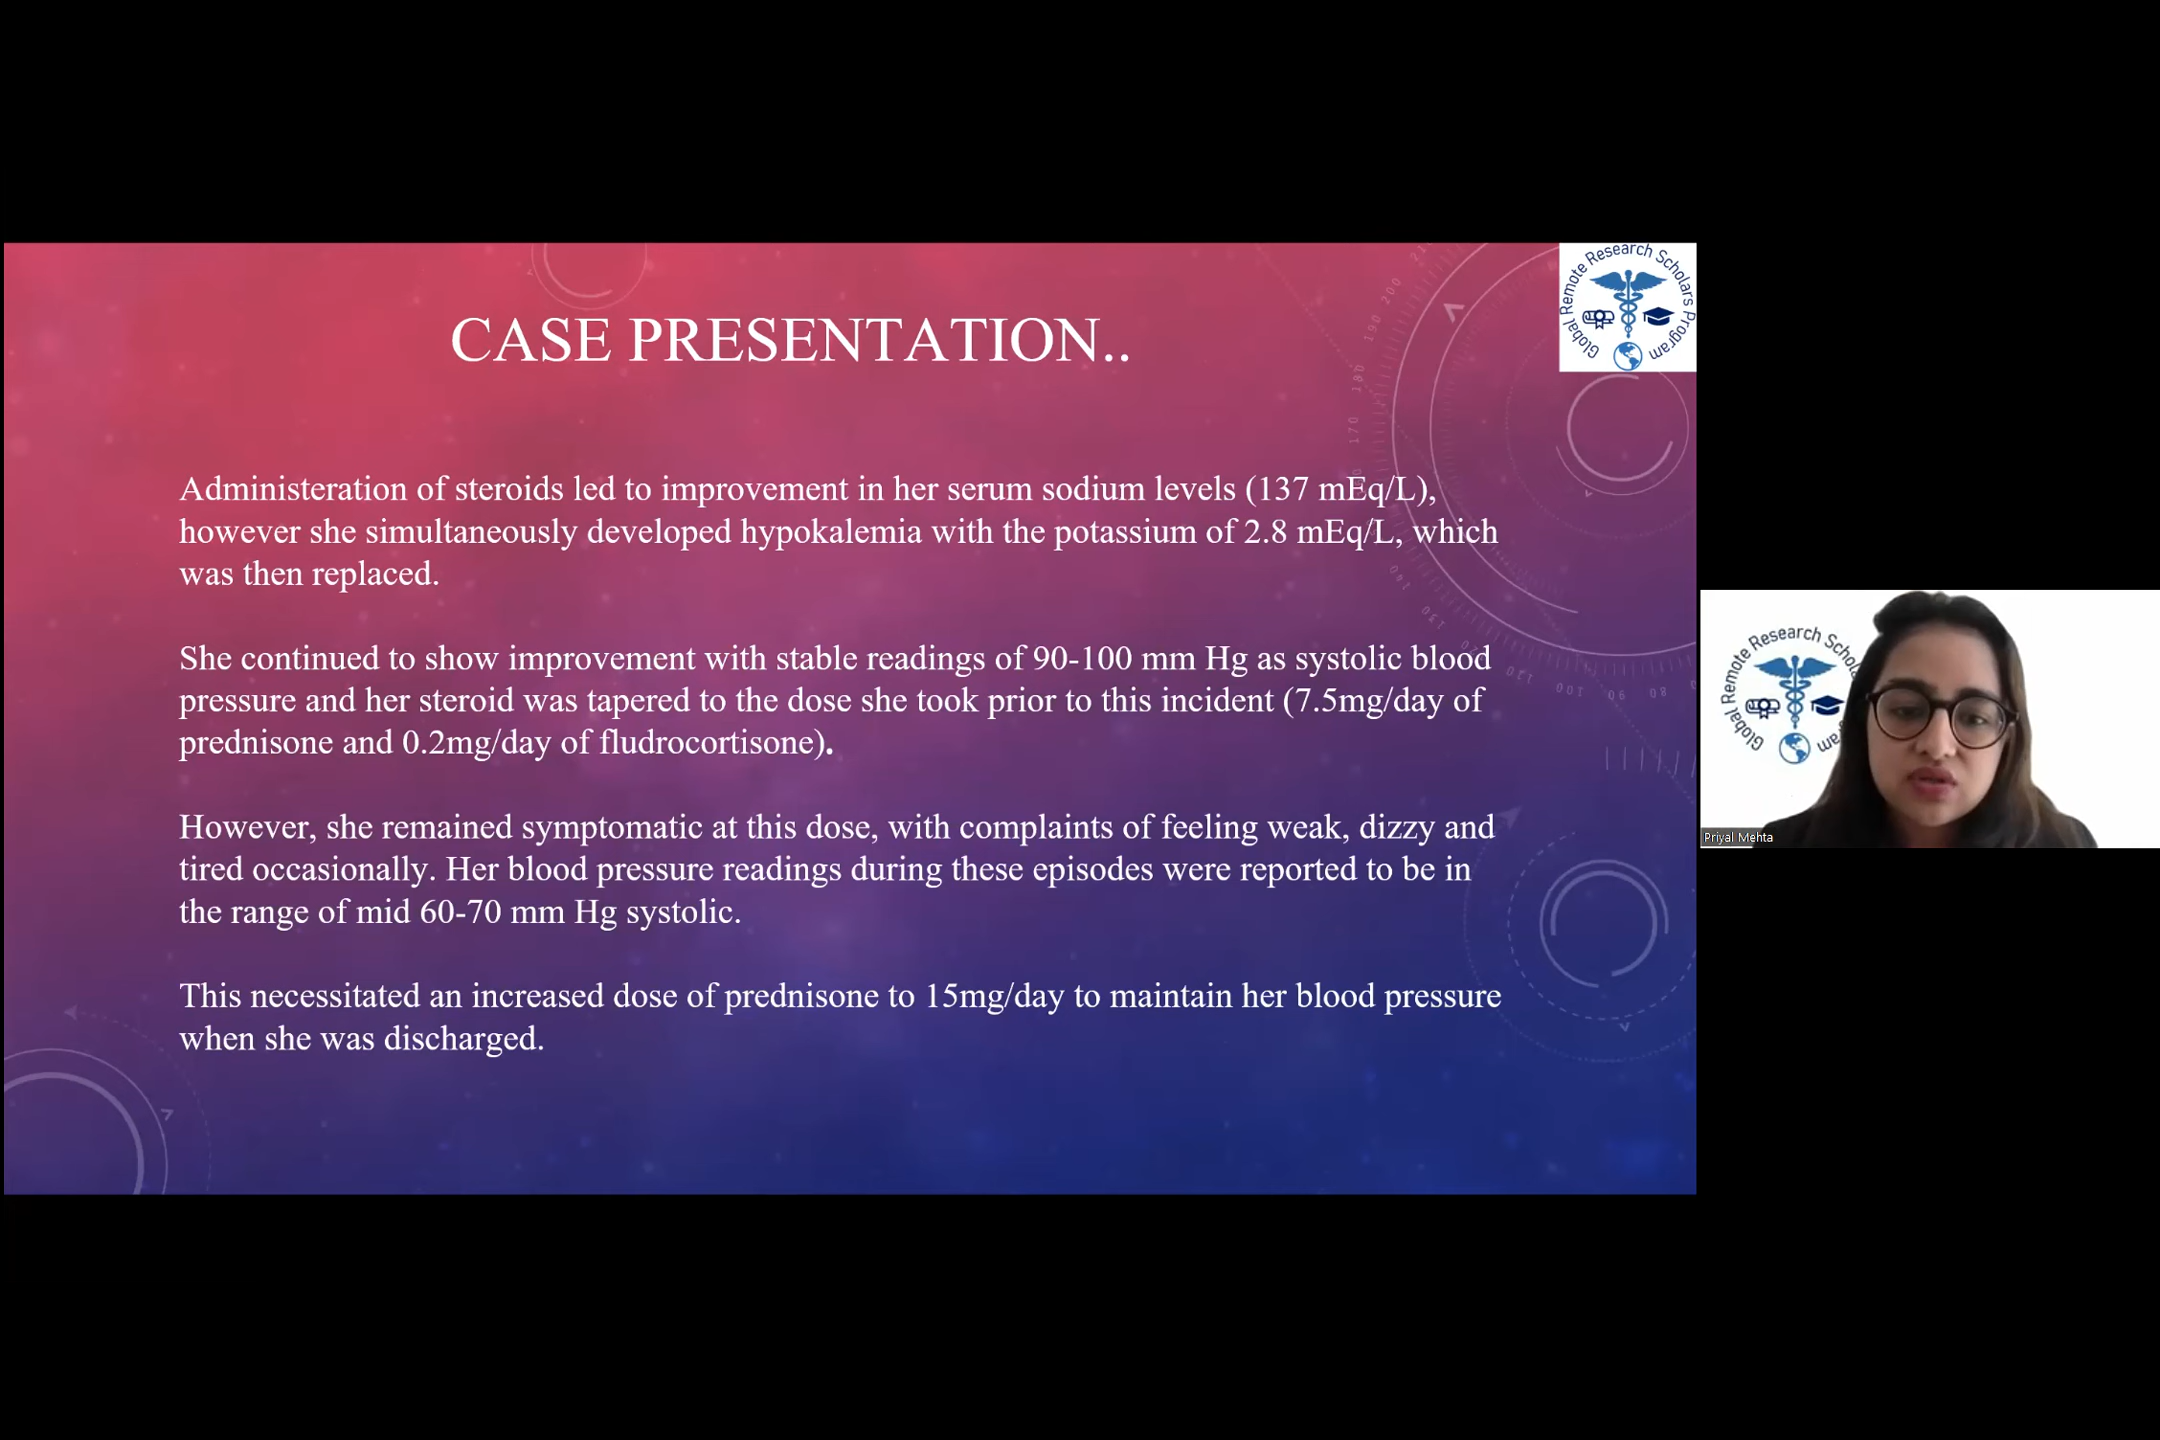 CASE PRESENTATION..
Global Remote Research Scholars Program
Administeration of steroids led to improvement in her serum sodium levels (137 mEq/L),
however she simultaneously developed hypokalemia with the potassium of 2.8 mEq/L, which
was then replaced.
She continued to show improvement with stable readings of 90-100 mm Hg as systolic blood
pressure and her steroid was tapered to the dose she took prior to this incident (7.5mg/day of
prednisone and 0.2mg/day of fludrocortisone).
However, she remained symptomatic at this dose, with complaints of feeling weak, dizzy and
tired occasionally. Her blood pressure readings during these episodes were reported to be in
the range of mid 60-70 mm Hg systolic.
This necessitated an increased dose of prednisone to 15mg/day to maintain her blood pressure
when she was discharged.
Global Remote Research
Priyal Mehta